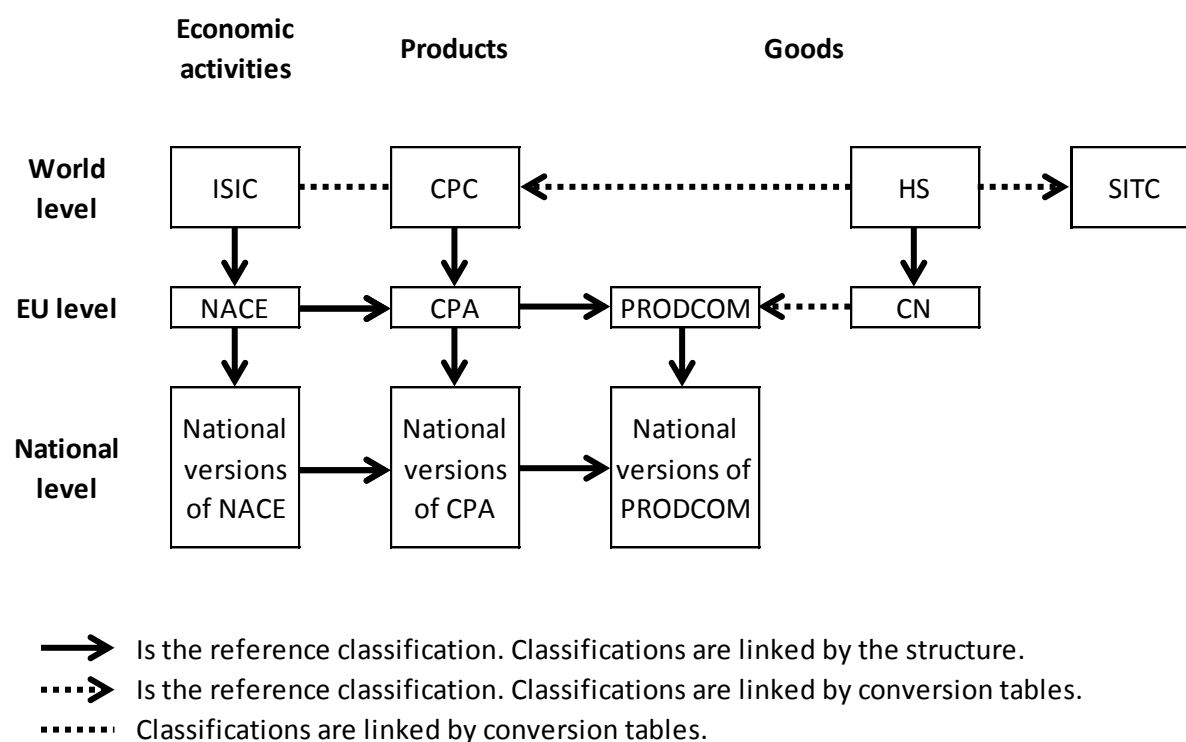 Economic
activities
Products
Goods
World
level
ISIC
CPC
HS
SITC
EU level
NACE
CPA
PRODCOM
CN
National
level
National
versions
of NACE
National
versions
of CPA
National
versions of
PRODCOM
Is the reference classification. Classifications are linked by the structure.
Is the reference classification. Classifications are linked by conversion tables.
Classifications are linked by conversion tables.